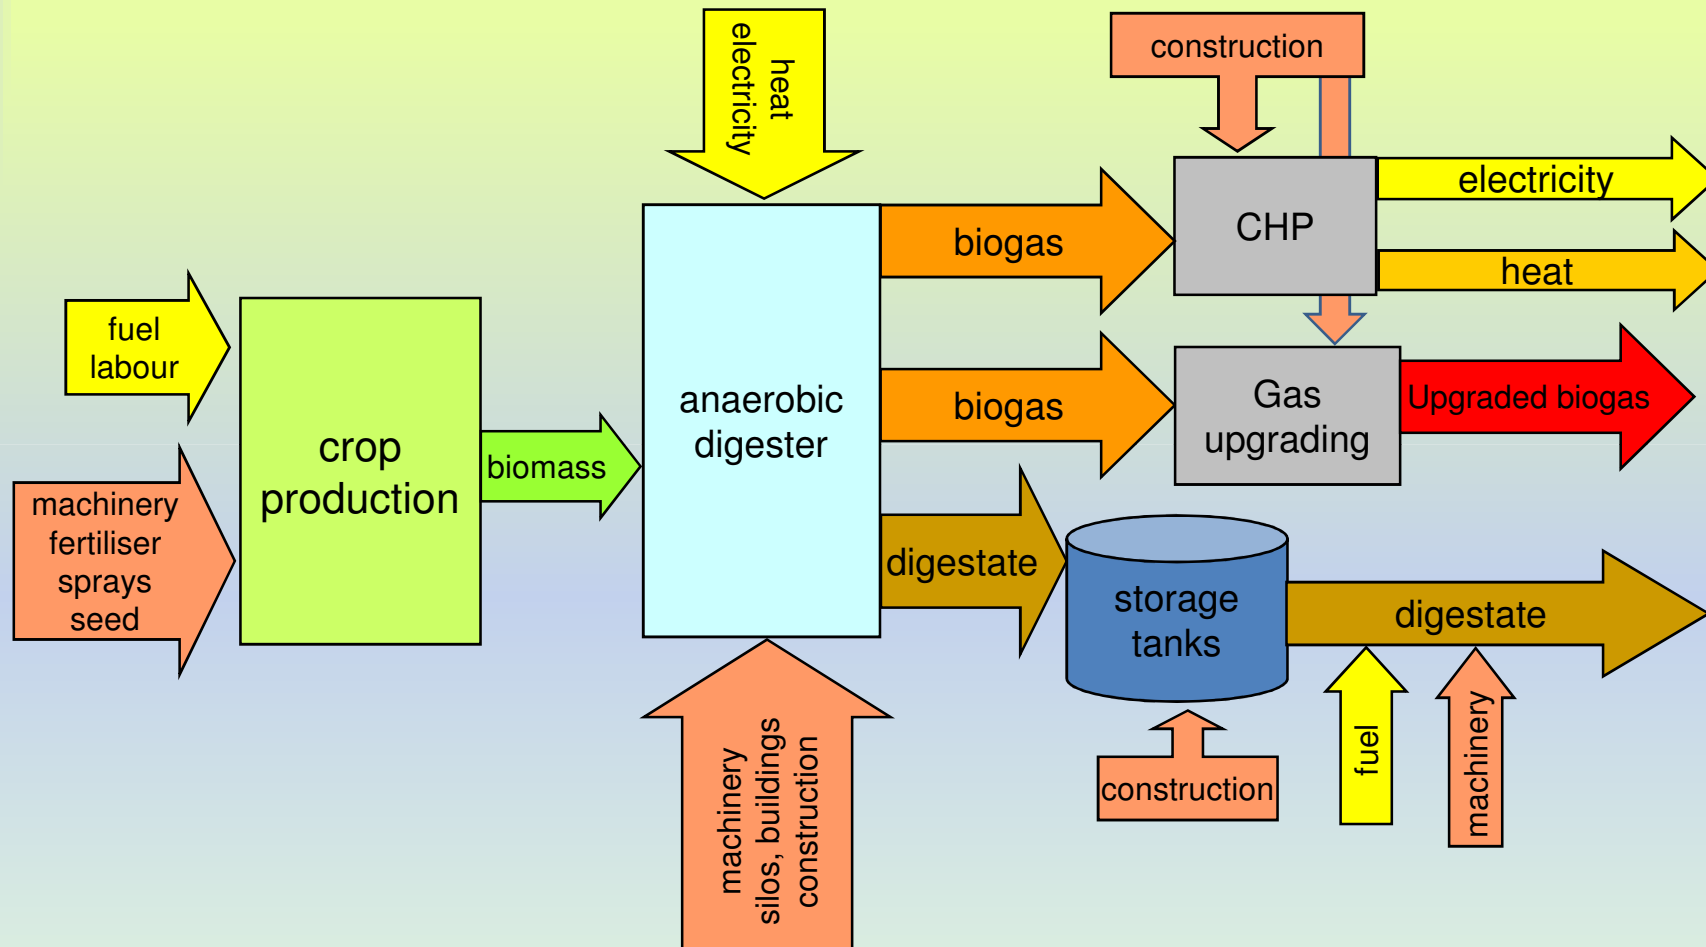 heat
electricity
construction
electricity
CHP
biogas
heat
fuel
labour
anaerobic
digester
biogas
Gas
upgrading
Upgraded biogas
crop
production
biomass
machinery
fertiliser
sprays
seed
digestate
storage
tanks
digestate
machinery
silos, buildings
construction
construction
fuel
machinery